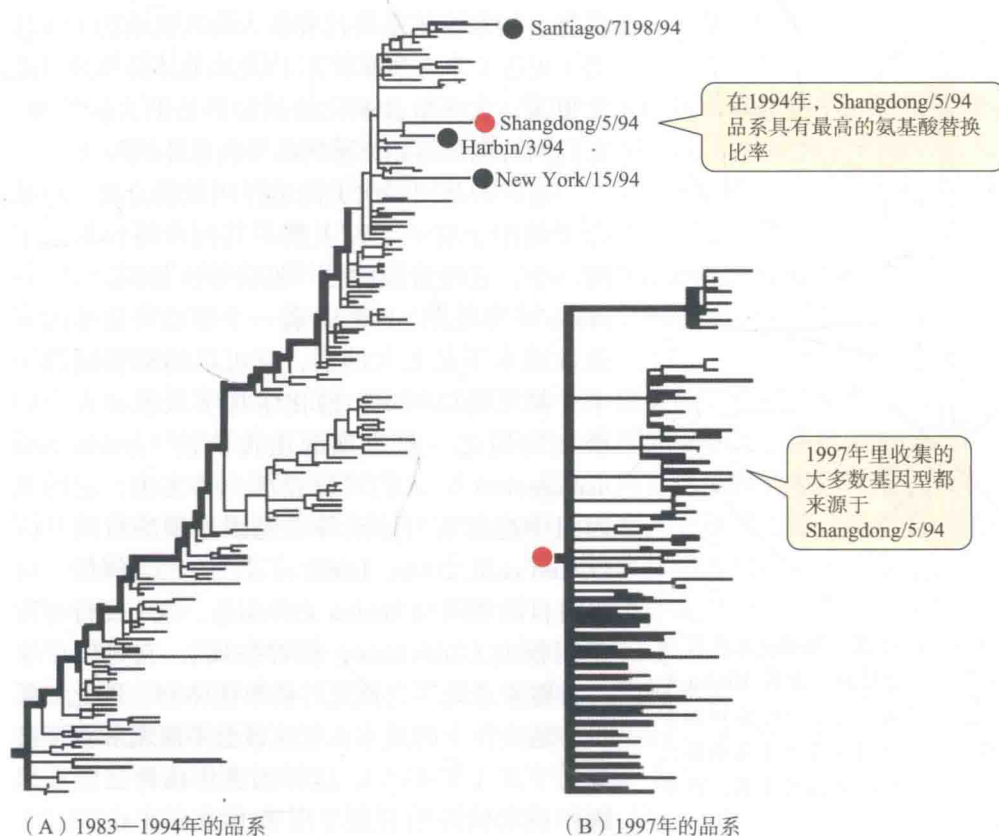 Santiago/7198/94
Shangdong/5/94
Harbin/3/94
New York/15/94
在1994年，Shangdong/5/94
品系具有最高的氨基酸替换
比率
1997年里收集的
大多数基因型都
来源于
Shangdong/5/94
（A）1983—1994年的品系
（B）1997年的品系